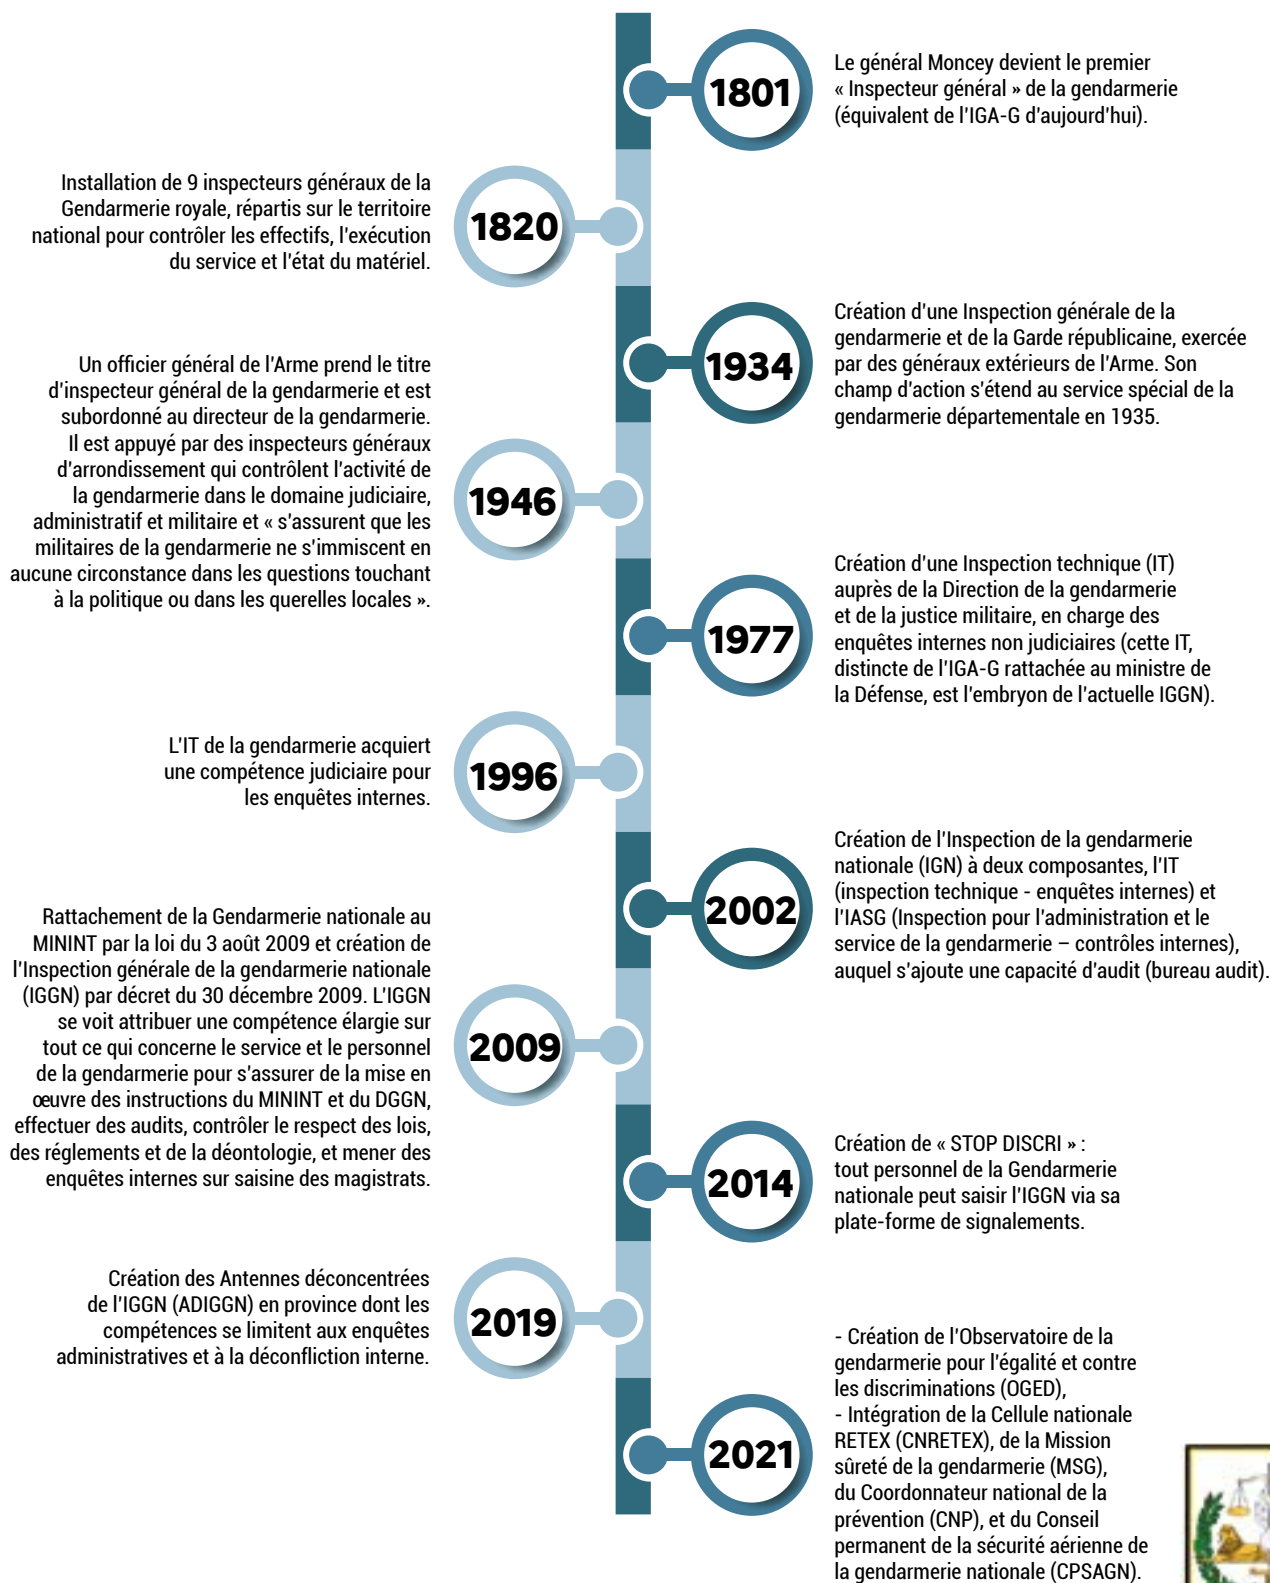 1801
Le général Moncey devient le premier
« Inspecteur général » de la gendarmerie
(équivalent de l'IGA-G d'aujourd'hui).
Installation de 9 inspecteurs généraux de la
Gendarmerie royale, répartis sur le territoire
national pour contrôler les effectifs, l'exécution
du service et l'état du matériel.
1820
1934
Création d'une Inspection générale de la
gendarmerie et de la Garde républicaine, exercée
par des généraux extérieurs de l'Arme. Son
champ d'action s'étend au service spécial de la
gendarmerie départementale en 1935.
Un officier général de l'Arme prend le titre
d'inspecteur général de la gendarmerie et est
subordonné au directeur de la gendarmerie.
Il est appuyé par des inspecteurs généraux
d'arrondissement qui contrôlent l'activité de
la gendarmerie dans le domaine judiciaire,
administratif et militaire et « s'assurent que les
militaires de la gendarmerie ne s'immiscent en
aucune circonstance dans les questions touchant
à la politique ou dans les querelles locales ».
1946
1977
Création d'une Inspection technique (IT)
auprès de la Direction de la gendarmerie
et de la justice militaire, en charge des
enquêtes internes non judiciaires (cette IT,
distincte de l'IGA-G rattachée au ministre de
la Défense, est l'embryon de l'actuelle IGGN).
L'IT de la gendarmerie acquiert
une compétence judiciaire pour
les enquêtes internes.
1996
2002
Création de l'Inspection de la gendarmerie
nationale (IGN) à deux composantes, l'IT
(inspection technique - enquêtes internes) et
l'IASG (Inspection pour l'administration et le
service de la gendarmerie – contrôles internes),
auquel s'ajoute une capacité d'audit (bureau audit).
Rattachement de la Gendarmerie nationale au
MININT par la loi du 3 août 2009 et création de
l'Inspection générale de la gendarmerie nationale
(IGGN) par décret du 30 décembre 2009. L'IGGN
se voit attribuer une compétence élargie sur
tout ce qui concerne le service et le personnel
de la gendarmerie pour s'assurer de la mise en
œuvre des instructions du MININT et du DGGN,
effectuer des audits, contrôler le respect des lois,
des réglements et de la déontologie, et mener des
enquêtes internes sur saisine des magistrats.
2009
2014
Création de « STOP DISCRI » :
tout personnel de la Gendarmerie
nationale peut saisir l'IGGN via sa
plate-forme de signalements.
Création des Antennes déconcentrées
de l'IGGN (ADIGGN) en province dont les
compétences se limitent aux enquêtes
administratives et à la déconfliction interne.
2019
2021
- Création de l'Observatoire de la
gendarmerie pour l'égalité et contre
les discriminations (OGED),
- Intégration de la Cellule nationale
RETEX (CNRETEX), de la Mission
sûreté de la gendarmerie (MSG),
du Coordonnateur national de la
prévention (CNP), et du Conseil
permanent de la sécurité aérienne de
la gendarmerie nationale (CPSAGN).